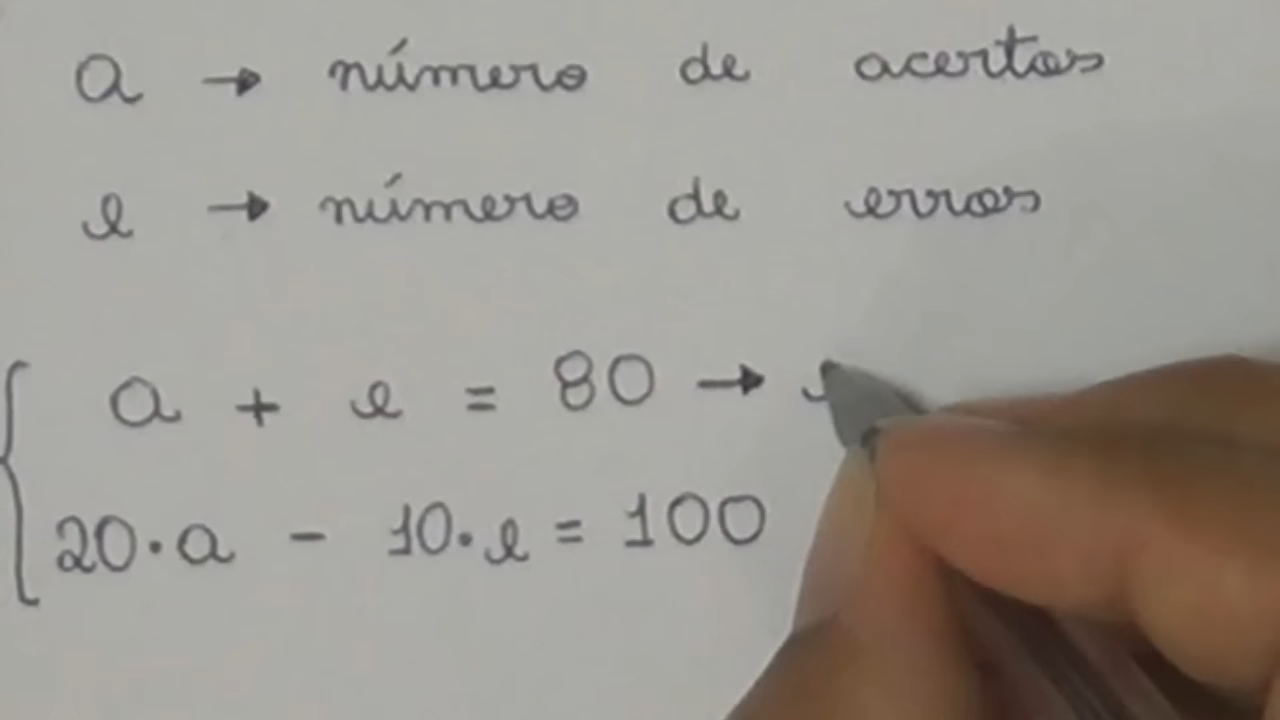 a → número de acertos
e → número de erros
a + e = 80 →
20·a - 10·e = 100